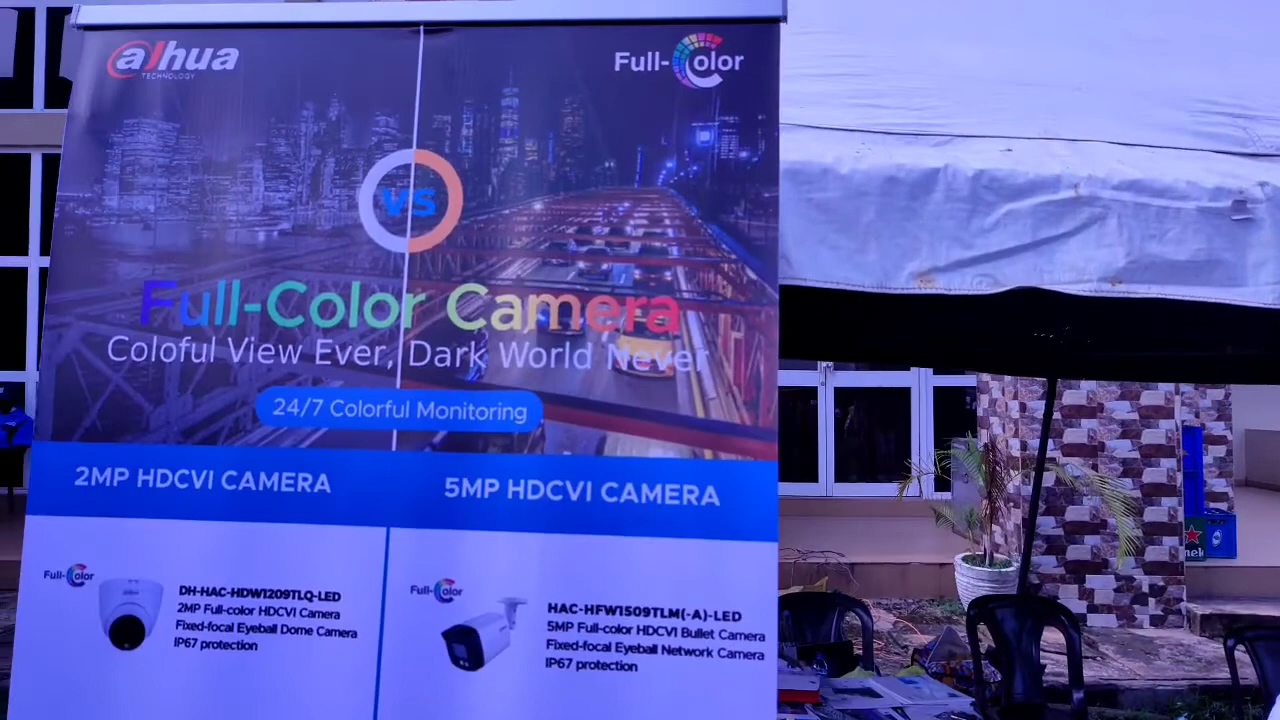 alhua
TECHNOLOGY
Full-Color
VS
Full-Color Camera
Coloful View Ever, Dark World Never
24/7 Colorful Monitoring
2MP HDCVI CAMERA
5MP HDCVI CAMERA
Full-Color
DH-HAC-HDW1209TLQ-LED
2MP Full-color HDCVI Camera
Fixed-focal Eyeball Dome Camera
IP67 protection
Full-Color
HAC-HFW1509TLM(-A)-LED
5MP Full-color HDCVI Bullet Camera
Fixed-focal Eyeball Network Camera
IP67 protection